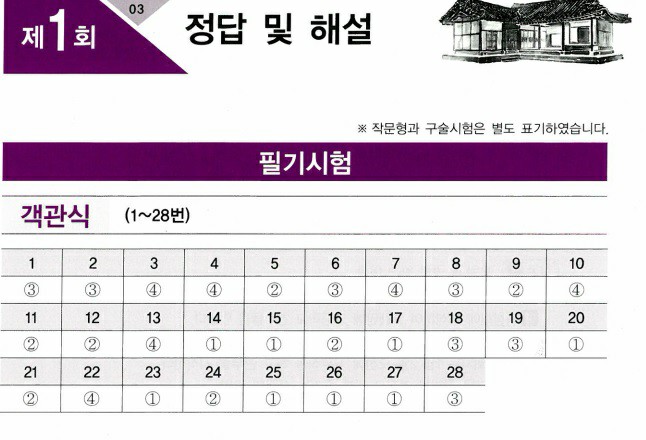 03
제1회 정답 및 해설
※ 작문형과 구술시험은 별도 표기하였습니다.
필기시험
객관식 (1~28번)
1 2 3 4 5 6 7 8 9 10
③ ③ ④ ④ ② ③ ④ ③ ② ④
11 12 13 14 15 16 17 18 19 20
② ② ④ ① ① ② ① ③ ③ ①
21 22 23 24 25 26 27 28
② ④ ① ② ① ① ① ③